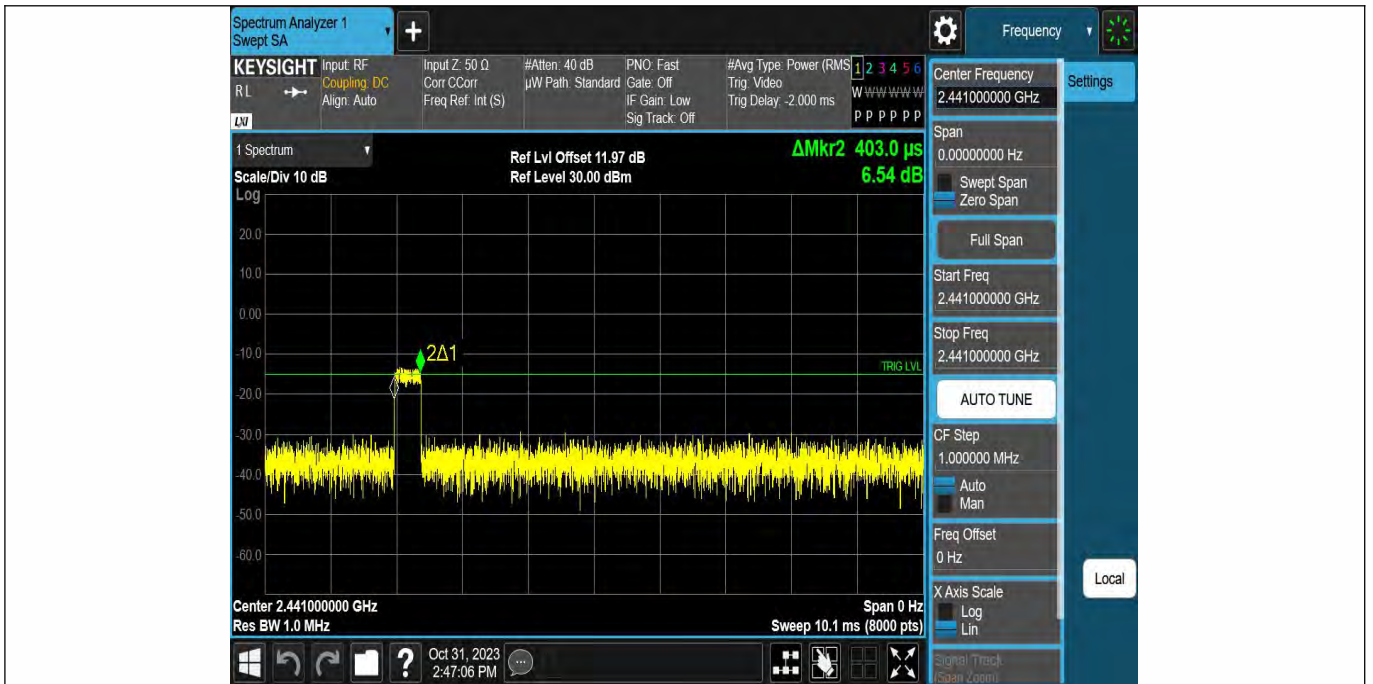 Spectrum Analyzer 1
Swept SA
+
Frequency
KEYSIGHT
RL
LXI
Input: RF
Coupling: DC
Align: Auto
Input Z: 50 Ω
Corr CCorr
Freq Ref: Int (S)
#Atten: 40 dB
µW Path: Standard
PNO: Fast
Gate: Off
IF Gain: Low
Sig Track: Off
#Avg Type: Power (RMS
Trig: Video
Trig Delay: -2.000 ms
1 2 3 4 5 6
W W W W W W
P P P P P P
Center Frequency
2.441000000 GHz
Settings
1 Spectrum
Scale/Div 10 dB
Ref Lvl Offset 11.97 dB
Ref Level 30.00 dBm
ΔMkr2 403.0 µs
6.54 dB
Span
0.00000000 Hz
Swept Span
Zero Span
Full Span
Start Freq
2.441000000 GHz
Stop Freq
2.441000000 GHz
AUTO TUNE
CF Step
1.000000 MHz
Auto
Man
Freq Offset
0 Hz
X Axis Scale
Log
Lin
Signal Track
(Span Zoom)
Local
Log
20.0
10.0
0.00
-10.0
-20.0
-30.0
-40.0
-50.0
-60.0
2Δ1
TRIG LVL
Center 2.441000000 GHz
Res BW 1.0 MHz
Span 0 Hz
Sweep 10.1 ms (8000 pts)
?
Oct 31, 2023
2:47:06 PM